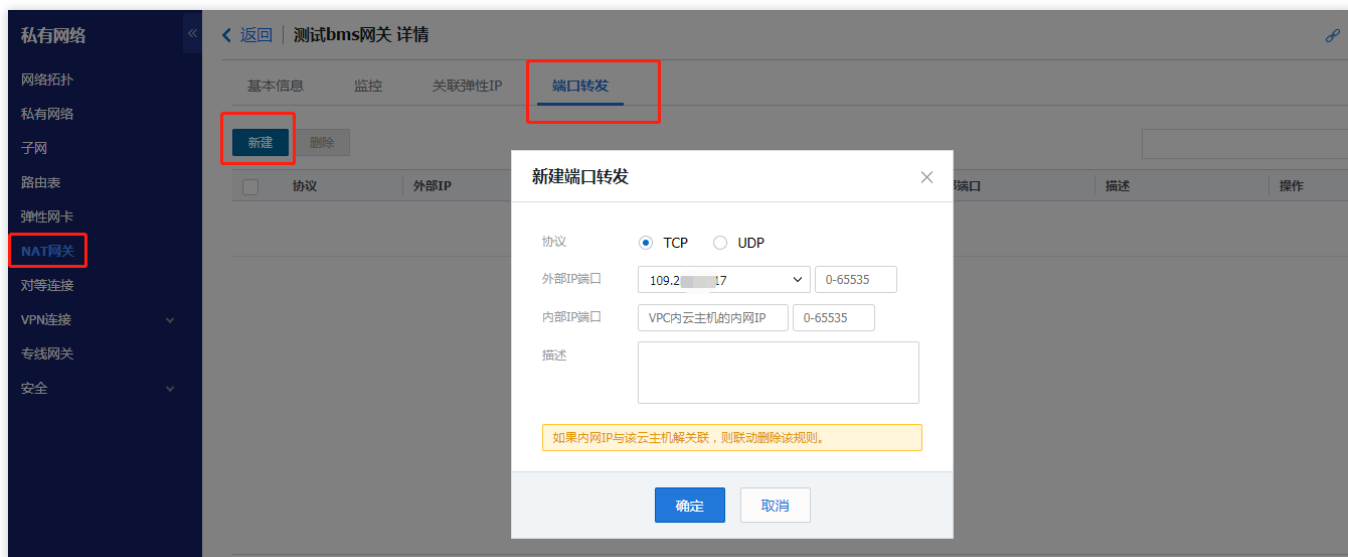 私有网络
«
返回 | 测试bms网关 详情
网络拓扑
私有网络
子网
路由表
弹性网卡
NAT网关
对等连接
VPN连接
专线网关
安全
基本信息 监控 关联弹性IP 端口转发
新建 删除
协议 外部IP 端口 描述 操作
新建端口转发
协议 TCP UDP
外部IP端口 109.2 17 0-65535
内部IP端口 VPC内云主机的内网IP 0-65535
描述
如果内网IP与该云主机解关联，则联动删除该规则。
确定 取消